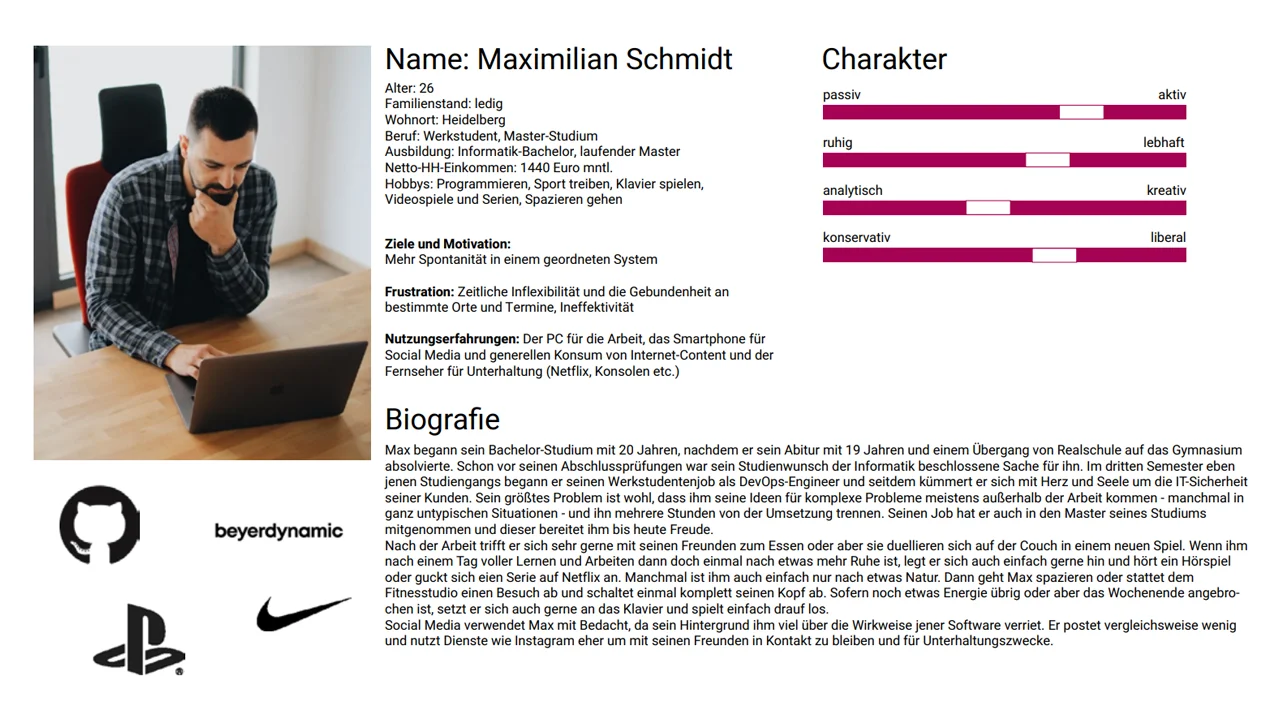 Name: Maximilian Schmidt
Alter: 26
Familienstand: ledig
Wohnort: Heidelberg
Beruf: Werkstudent, Master-Studium
Ausbildung: Informatik-Bachelor, laufender Master
Netto-HH-Einkommen: 1440 Euro mntl.
Hobbys: Programmieren, Sport treiben, Klavier spielen,
Videospiele und Serien, Spazieren gehen
Ziele und Motivation:
Mehr Spontanität in einem geordneten System
Frustration: Zeitliche Inflexibilität und die Gebundenheit an
bestimmte Orte und Termine, Ineffektivität
Nutzungserfahrungen: Der PC für die Arbeit, das Smartphone für
Social Media und generellen Konsum von Internet-Content und der
Fernseher für Unterhaltung (Netflix, Konsolen etc.)
Charakter
passiv aktiv
ruhig lebhaft
analytisch kreativ
konservativ liberal
Biografie
Max begann sein Bachelor-Studium mit 20 Jahren, nachdem er sein Abitur mit 19 Jahren und einem Übergang von Realschule auf das Gymnasium
absolvierte. Schon vor seinen Abschlussprüfungen war sein Studienwunsch der Informatik beschlossene Sache für ihn. Im dritten Semester eben
jenen Studiengangs begann er seinen Werkstudentenjob als DevOps-Engineer und seitdem kümmert er sich mit Herz und Seele um die IT-Sicherheit
seiner Kunden. Sein größtes Problem ist wohl, dass ihm seine Ideen für komplexe Probleme meistens außerhalb der Arbeit kommen - manchmal in
ganz untypischen Situationen - und ihn mehrere Stunden von der Umsetzung trennen. Seinen Job hat er auch in den Master seines Studiums
mitgenommen und dieser bereitet ihm bis heute Freude.
Nach der Arbeit trifft er sich sehr gerne mit seinen Freunden zum Essen oder aber sie duellieren sich auf der Couch in einem neuen Spiel. Wenn ihm
nach einem Tag voller Lernen und Arbeiten dann doch einmal nach etwas mehr Ruhe ist, legt er sich auch einfach gerne hin und hört ein Hörspiel
oder guckt sich eien Serie auf Netflix an. Manchmal ist ihm auch einfach nur nach etwas Natur. Dann geht Max spazieren oder stattet dem
Fitnesstudio einen Besuch ab und schaltet einmal komplett seinen Kopf ab. Sofern noch etwas Energie übrig oder aber das Wochenende angebro-
chen ist, setzt er sich auch gerne an das Klavier und spielt einfach drauf los.
Social Media verwendet Max mit Bedacht, da sein Hintergrund ihm viel über die Wirkweise jener Software verriet. Er postet vergleichsweise wenig
und nutzt Dienste wie Instagram eher um mit seinen Freunden in Kontakt zu bleiben und für Unterhaltungszwecke.
beyerdynamic